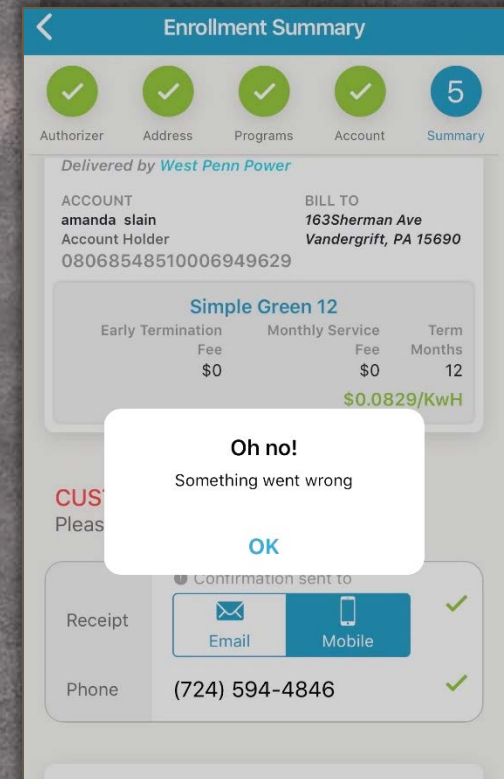 Enrollment Summary
5
Authorizer Address Programs Account Summary
Delivered by West Penn Power
ACCOUNT
amanda slain
Account Holder
08068548510006949629
BILL TO
163Sherman Ave
Vandergrift, PA 15690
Simple Green 12
Early Termination
Fee
$0
Monthly Service
Fee
$0
Term
Months
12
$0.0829/KwH
Oh no!
Something went wrong
OK
CUS
Pleas
Confirmation sent to
Receipt
Email
Mobile
Phone
(724) 594-4846